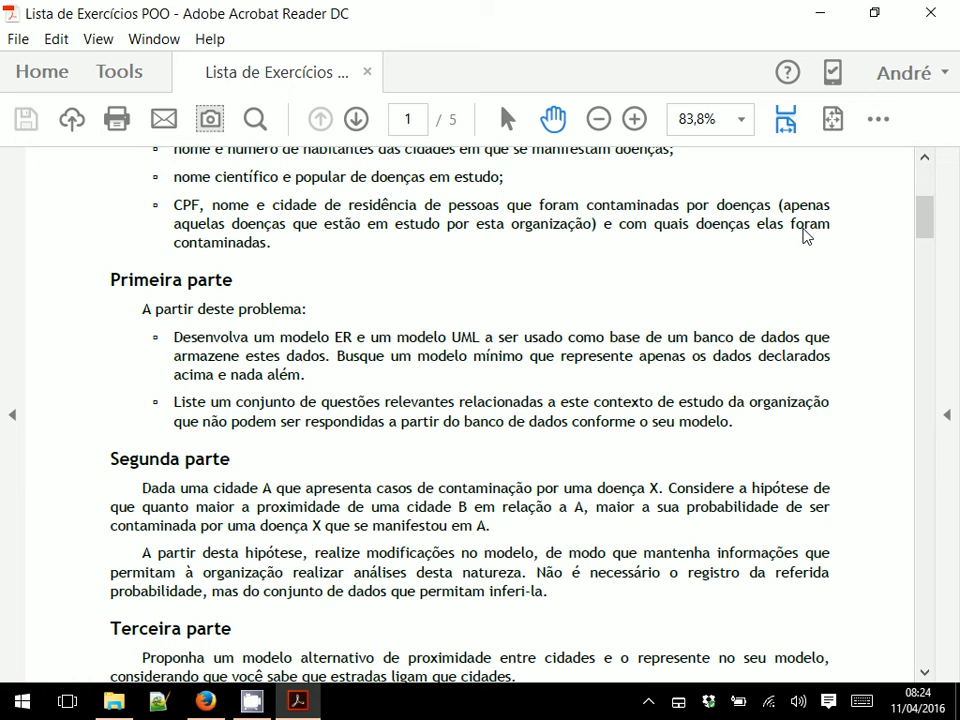 Lista de Exercícios POO - Adobe Acrobat Reader DC
File Edit View Window Help
Home Tools Lista de Exercícios ... × André
1 / 5 83,8%
nome e número de habitantes das cidades em que se manifestam doenças;
nome científico e popular de doenças em estudo;
CPF, nome e cidade de residência de pessoas que foram contaminadas por doenças (apenas
aquelas doenças que estão em estudo por esta organização) e com quais doenças elas foram
contaminadas.
Primeira parte
A partir deste problema:
Desenvolva um modelo ER e um modelo UML a ser usado como base de um banco de dados que
armazene estes dados. Busque um modelo mínimo que represente apenas os dados declarados
acima e nada além.
Liste um conjunto de questões relevantes relacionadas a este contexto de estudo da organização
que não podem ser respondidas a partir do banco de dados conforme o seu modelo.
Segunda parte
Dada uma cidade A que apresenta casos de contaminação por uma doença X. Considere a hipótese de
que quanto maior a proximidade de uma cidade B em relação a A, maior a sua probabilidade de ser
contaminada por uma doença X que se manifestou em A.
A partir desta hipótese, realize modificações no modelo, de modo que mantenha informações que
permitam à organização realizar análises desta natureza. Não é necessário o registro da referida
probabilidade, mas do conjunto de dados que permitam inferi-la.
Terceira parte
Proponha um modelo alternativo de proximidade entre cidades e o represente no seu modelo,
considerando que você sabe que estradas ligam que cidades.
08:24
11/04/2016